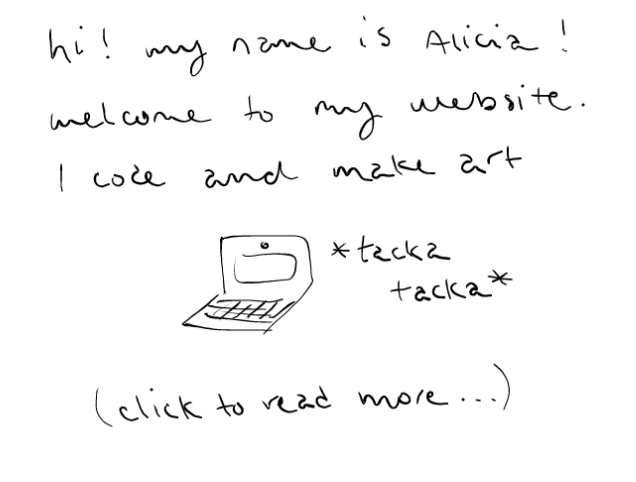 hi! my name is Alicia!
welcome to my website.
I code and make art
*tacka
tacka*
(click to read more...)